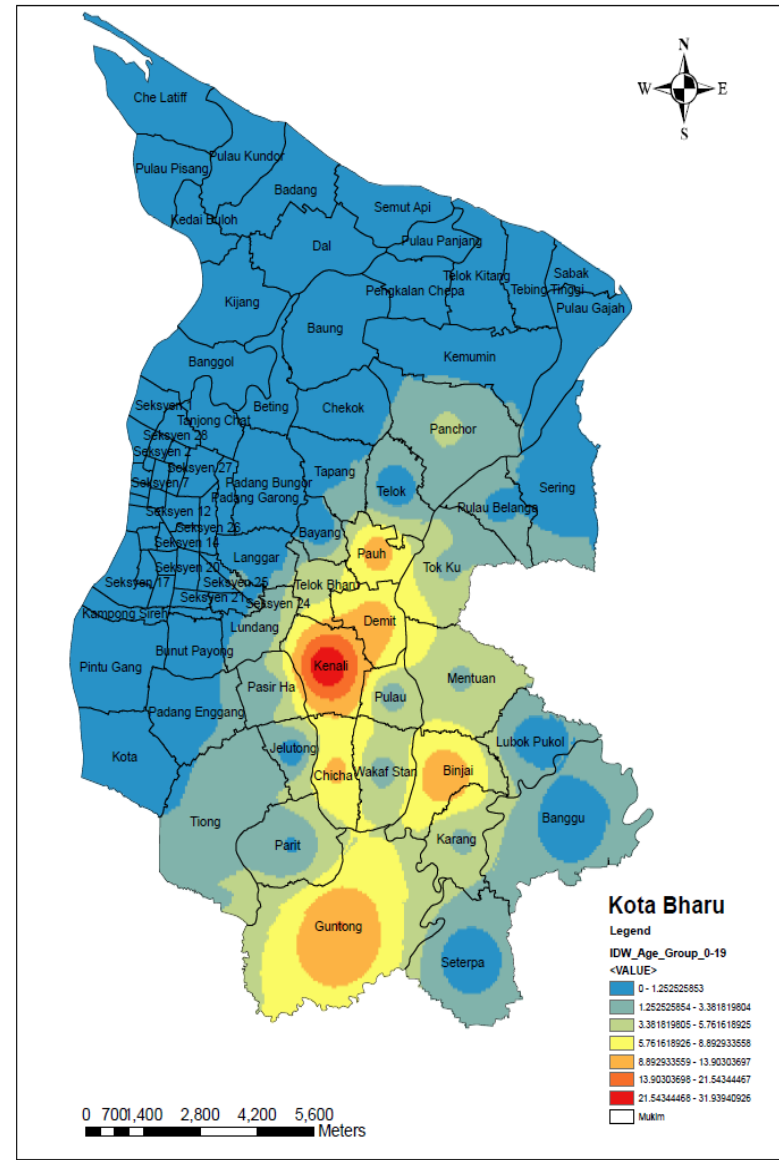 N
W E
S
Che Latiff
Pulau Kundor
Pulau Pisang
Badang
Semut Api
Kedai Buloh
Pulau Panjang
Dal
Telok Kitang
Sabak
Pengkalan Chepa
Tebing Tinggi
Pulau Gajah
Kijang
Baung
Kemumin
Banggol
Seksyen 1
Beting
Chekok
Tanjong Chat
Seksyen 28
Panchor
Seksyen 2
Seksyen 27
Tapang
Seksyen 7
Padang Bungor
Telok
Sering
Padang Garong
Pulau Belanga
Seksyen 12
Seksyen 26
Bayang
Seksyen 14
Pauh
Langgar
Seksyen 20
Tok Ku
Seksyen 17
Seksyen 25
Telok Bharu
Seksyen 21
Seksyen 24
Kampong Sireh
Demit
Lundang
Bunut Payong
Pintu Gang
Kenali
Mentuan
Pasir Ha
Pulau
Padang Enggang
Lubok Pukol
Kota
Jelutong
Chicha
Wakaf Stan
Binjai
Tiong
Banggu
Parit
Karang
Guntong
Seterpa
Kota Bharu
Legend
IDW_Age_Group_0-19
<VALUE>
0 - 1.252525853
1.252525854 - 3.381819804
3.381819805 - 5.761618925
5.761618926 - 8.892933558
8.892933559 - 13.90303697
13.90303698 - 21.54344467
21.54344468 - 31.93940926
Mukim
0 7001,400 2,800 4,200 5,600
Meters